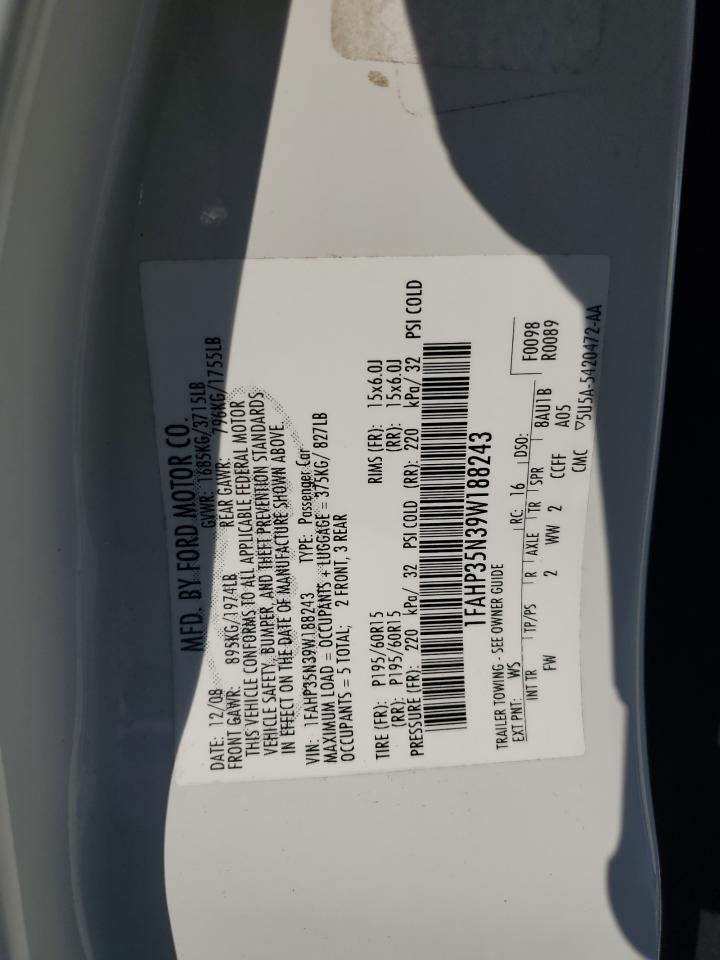 MFD. BY FORD MOTOR CO.
DATE: 12/08 GVWR: 1685KG/3715LB
FRONT GAWR: 895KG/1974LB REAR GAWR: 796KG/1755LB
THIS VEHICLE CONFORMS TO ALL APPLICABLE FEDERAL MOTOR
VEHICLE SAFETY, BUMPER, AND THEFT PREVENTION STANDARDS
IN EFFECT ON THE DATE OF MANUFACTURE SHOWN ABOVE.
VIN: 1FAHP35N39W188243 TYPE: Passenger Car
MAXIMUM LOAD = OCCUPANTS + LUGGAGE = 375KG/ 827LB
OCCUPANTS = 5 TOTAL; 2 FRONT, 3 REAR
TIRE (FR): P195/60R15 RIMS (FR): 15x6.0J
(RR): P195/60R15 (RR): 15x6.0J
PRESSURE (FR): 220 kPa/ 32 PSI COLD (RR): 220 kPa/ 32 PSI COLD
1FAHP35N39W188243
TRAILER TOWING - SEE OWNER GUIDE
EXT PNT: WS RC: 16 DSO: F0098
INT TR TP/PS R AXLE TR SPR 8AU1B R0089
FW 2 WW 2 CCFF A05
CMC ▽5U5A-5420472-AA